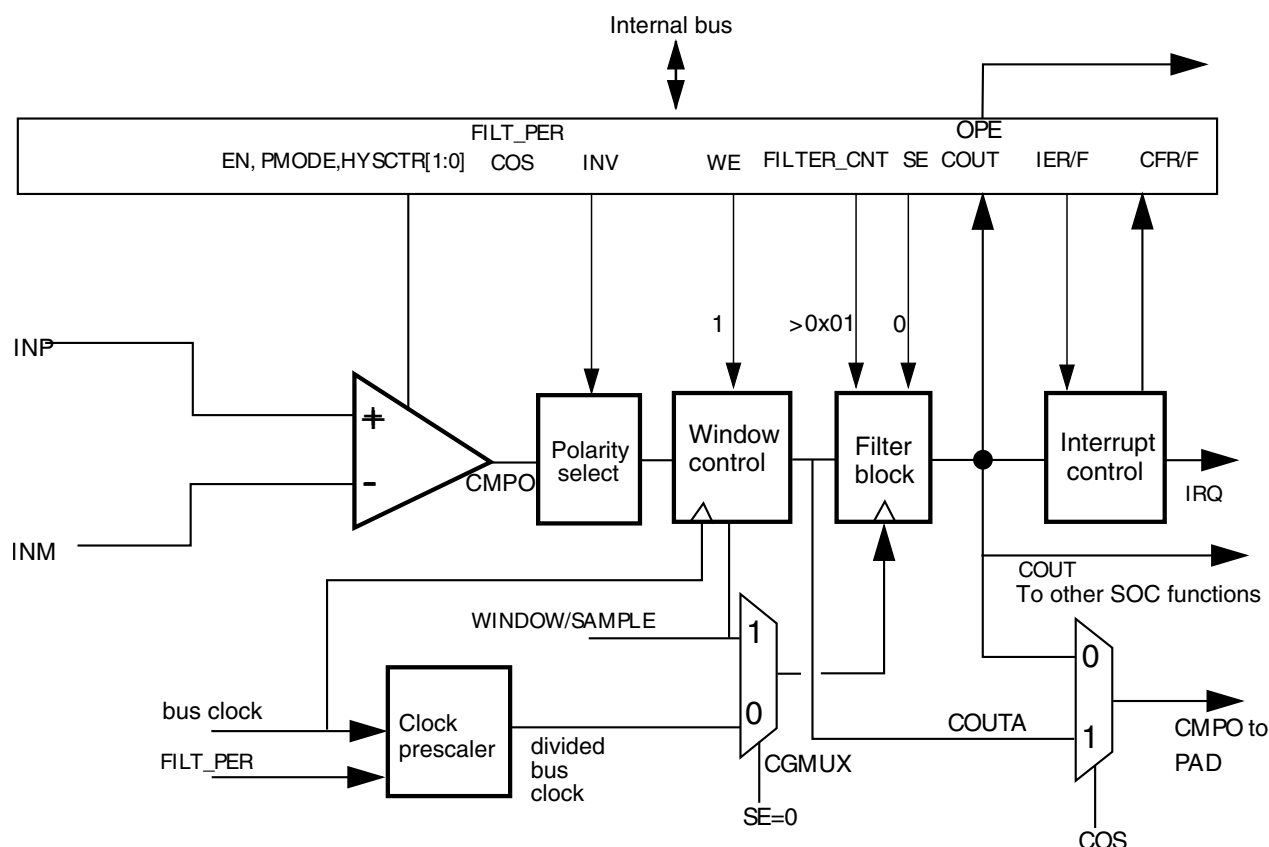 Internal bus
FILT_PER
OPE
EN, PMODE,HYSCTR[1:0]
COS
INV
WE
FILTER_CNT
SE
COUT
IER/F
CFR/F
1
>0x01
0
INP
+
-
INM
CMPO
Polarity
select
Window
control
Filter
block
Interrupt
control
IRQ
COUT
To other SOC functions
WINDOW/SAMPLE
1
0
bus clock
FILT_PER
Clock
prescaler
divided
bus
clock
CGMUX
SE=0
COUTA
0
1
CMPO to
PAD
COS